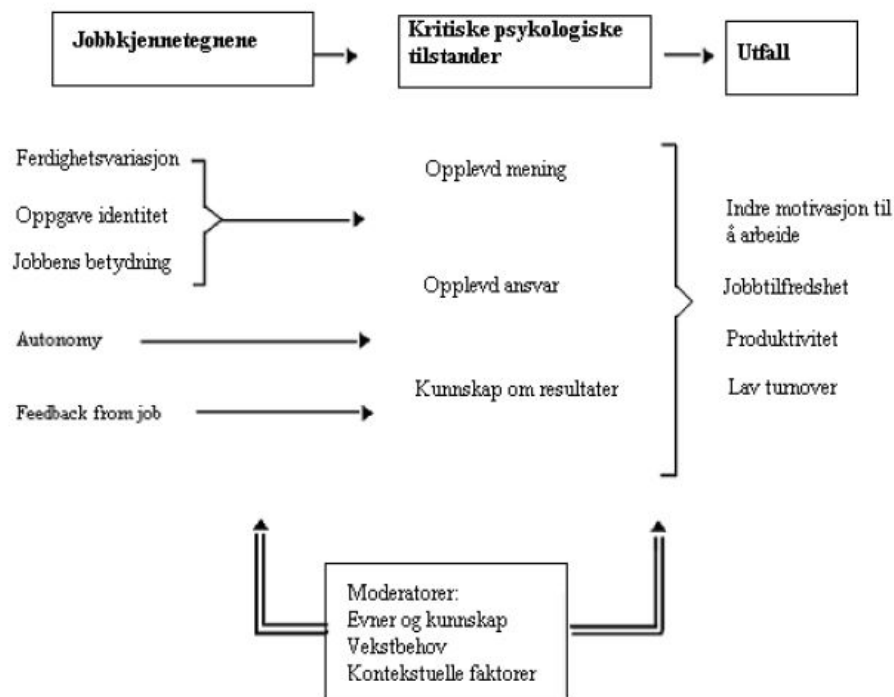 Jobbkjennetegnene
Kritiske psykologiske
tilstander
Utfall
Ferdighetsvariasjon
Oppgave identitet
Jobbens betydning
Autonomy
Feedback from job
Opplevd mening
Opplevd ansvar
Kunnskap om resultater
Indre motivasjon til
å arbeide
Jobbtilfredshet
Produktivitet
Lav turnover
Moderatorer:
Evner og kunnskap
Vekstbehov
Kontekstuelle faktorer